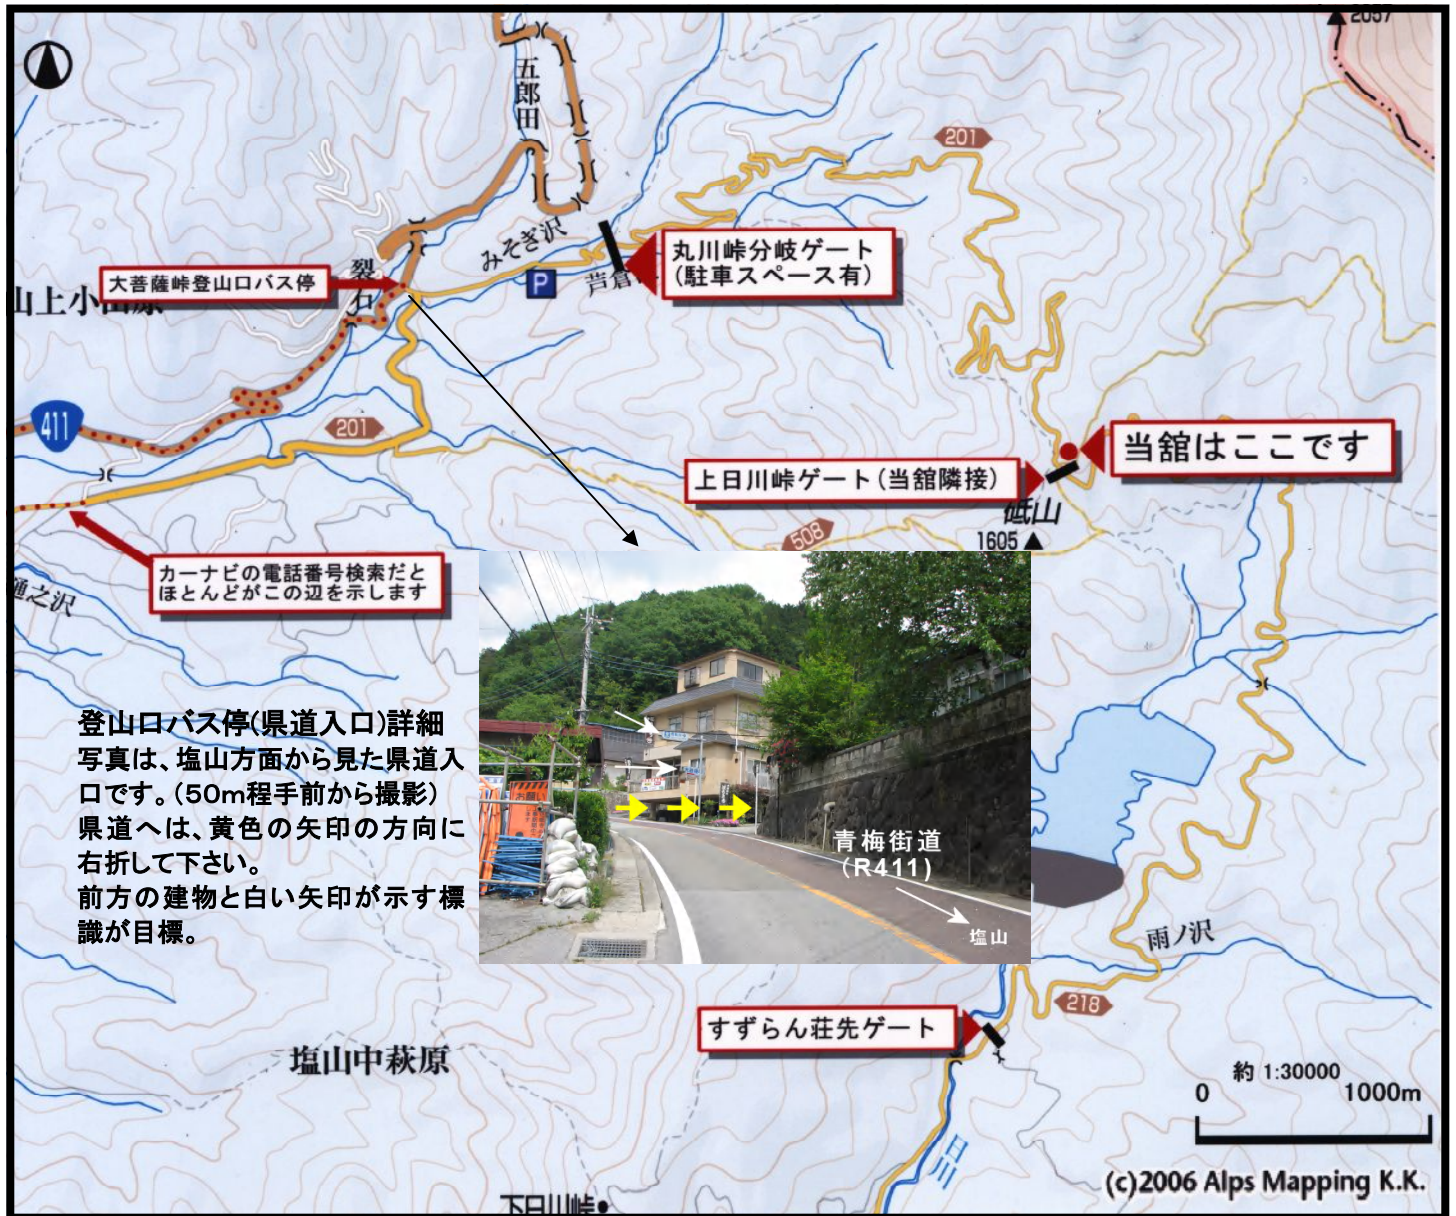 2057
五郎田
201
みそぎ沢
丸川峠分岐ゲート
(駐車スペース有)
大菩薩峠登山口バス停
裂石
P
芦倉
411
201
当舘はここです
上日川峠ゲート(当舘隣接)
砥山
1605
508
カーナビの電話番号検索だと
ほとんどがこの辺を示します
登山口バス停(県道入口)詳細
写真は、塩山方面から見た県道入
口です。(50m程手前から撮影)
県道へは、黄色の矢印の方向に
右折して下さい。
前方の建物と白い矢印が示す標
識が目標。
青梅街道
(R411)
塩山
雨ノ沢
218
すずらん荘先ゲート
塩山中萩原
約 1:30000
0 1000m
日川
(c)2006 Alps Mapping K.K.
下日川峠